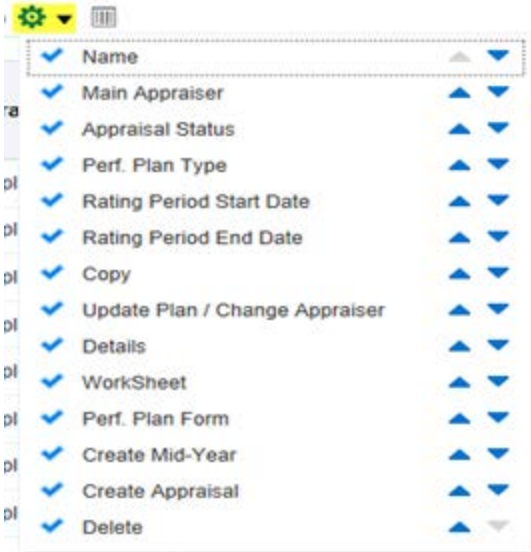 Name
Main Appraiser
Appraisal Status
Perf. Plan Type
Rating Period Start Date
Rating Period End Date
Copy
Update Plan / Change Appraiser
Details
WorkSheet
Perf. Plan Form
Create Mid-Year
Create Appraisal
Delete